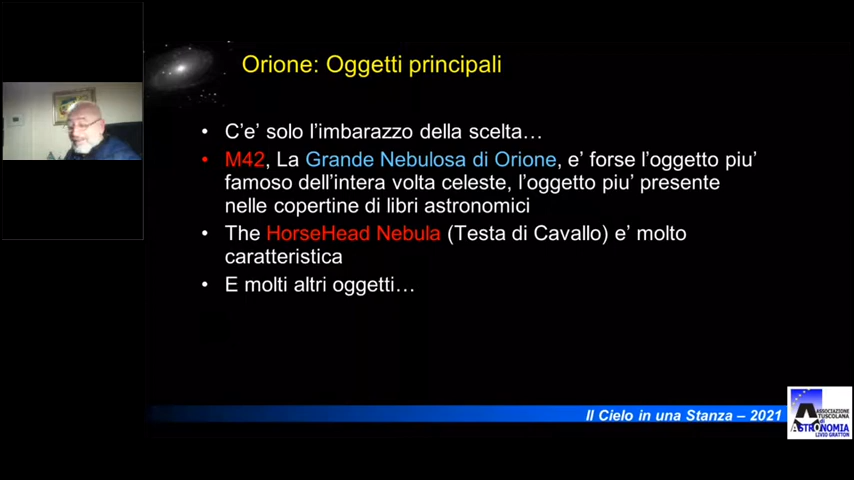 Orione: Oggetti principali
• C'e' solo l'imbarazzo della scelta…
• M42, La Grande Nebulosa di Orione, e' forse l'oggetto piu'
famoso dell'intera volta celeste, l'oggetto piu' presente
nelle copertine di libri astronomici
• The HorseHead Nebula (Testa di Cavallo) e' molto
caratteristica
• E molti altri oggetti…
Il Cielo in una Stanza – 2021
ASSOCIAZIONE
TUSCOLANA
di
ASTRONOMIA
LIVIO GRATTON